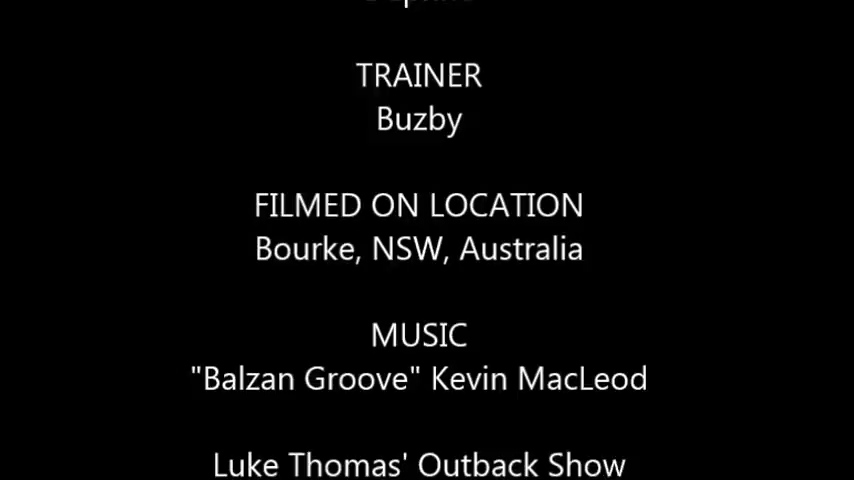 TRAINER
Buzby
FILMED ON LOCATION
Bourke, NSW, Australia
MUSIC
"Balzan Groove" Kevin MacLeod
Luke Thomas' Outback Show